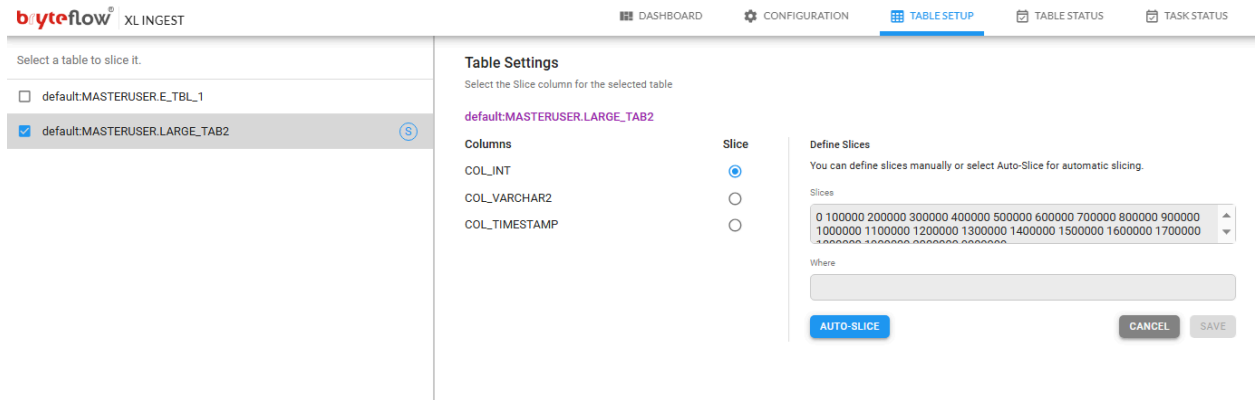 bryteflow® XL INGEST
DASHBOARD CONFIGURATION TABLE SETUP TABLE STATUS TASK STATUS
Select a table to slice it.
default:MASTERUSER.E_TBL_1
default:MASTERUSER.LARGE_TAB2 S
Table Settings
Select the Slice column for the selected table
default:MASTERUSER.LARGE_TAB2
Columns Slice
COL_INT
COL_VARCHAR2
COL_TIMESTAMP
Define Slices
You can define slices manually or select Auto-Slice for automatic slicing.
Slices
0 100000 200000 300000 400000 500000 600000 700000 800000 900000
1000000 1100000 1200000 1300000 1400000 1500000 1600000 1700000
Where
AUTO-SLICE CANCEL SAVE